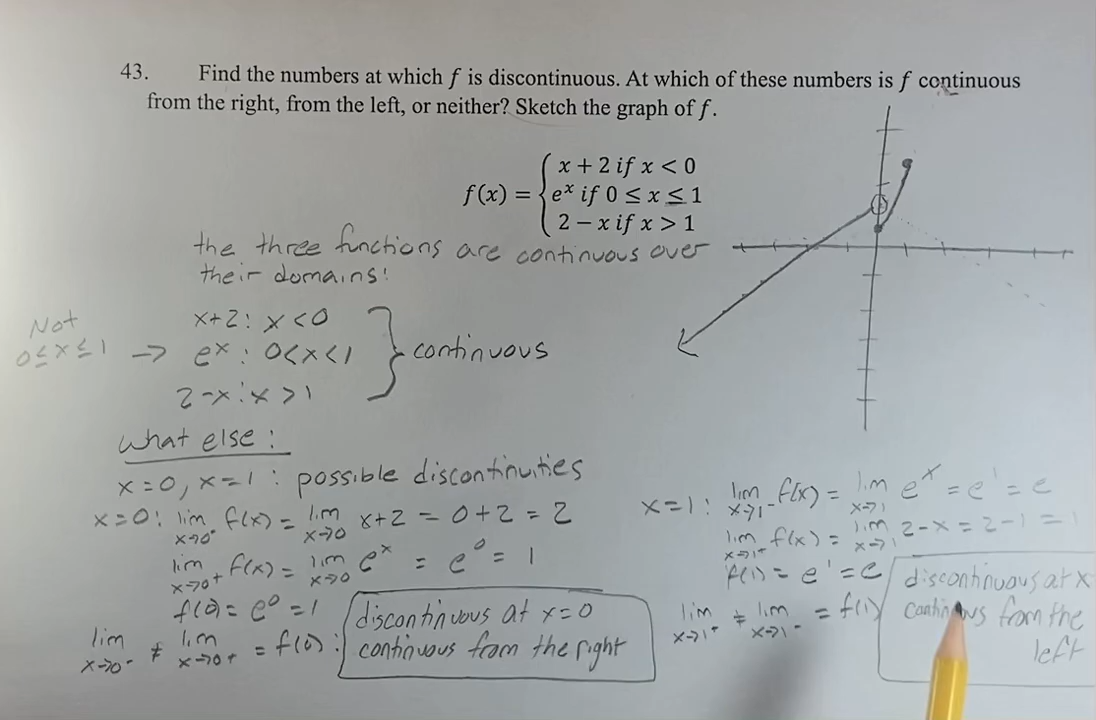 43. Find the numbers at which f is discontinuous. At which of these numbers is f continuous
from the right, from the left, or neither? Sketch the graph of f.
x + 2 if x < 0
f(x) = { e^x if 0 ≤ x ≤ 1
2 − x if x > 1
the three functions are continuous over
their domains!
x+2: x<0
Not
0≤x≤1 → e^x: 0<x<1 } continuous
2-x: x>1
What else:
x=0, x=1: possible discontinuities
x=0: lim x→0⁻ f(x) = lim x→0 x+2 = 0+2 = 2
lim x→0+ f(x) = lim x→0 e^x = e^0 = 1
f(0) = e^0 = 1
lim x→0⁻ ≠ lim x→0+ = f(0):
discontinuous at x=0
continuous from the right
x=1: lim x→1⁻ f(x) = lim x→1 e^x = e^1 = e
lim x→1+ f(x) = lim x→1 2-x = 2-1 = 1
f(1) = e^1 = e
lim x→1+ ≠ lim x→1⁻ = f(1)
discontinuous at x
from the
left